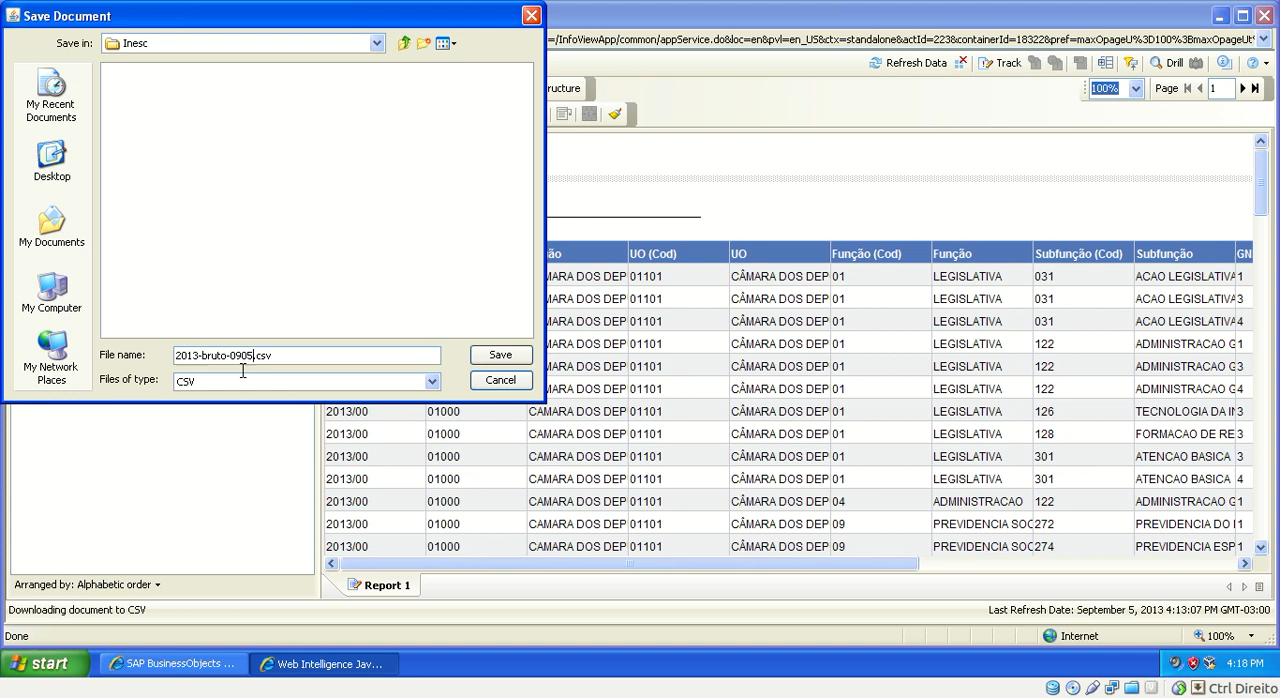 Save Document
Save in: Inesc
=/InfoViewApp/common/appService.do&loc=en&pvl=en_US&ctx=standalone&actId=223&containerId=18322&pref=maxOpageU%3D100%3BmaxOpageUt%
Refresh Data Track Drill
ucture 100% Page 1
My Recent
Documents
Desktop
My Documents
My Computer
My Network
Places
File name: 2013-bruto-0905.csv Save
Files of type: CSV Cancel
ão UO (Cod) UO Função (Cod) Função Subfunção (Cod) Subfunção GN
MARA DOS DEP 01101 CÂMARA DOS DEP 01 LEGISLATIVA 031 ACAO LEGISLATIVA 1
MARA DOS DEP 01101 CÂMARA DOS DEP 01 LEGISLATIVA 031 ACAO LEGISLATIVA 3
MARA DOS DEP 01101 CÂMARA DOS DEP 01 LEGISLATIVA 031 ACAO LEGISLATIVA 4
MARA DOS DEP 01101 CÂMARA DOS DEP 01 LEGISLATIVA 122 ADMINISTRACAO G 1
MARA DOS DEP 01101 CÂMARA DOS DEP 01 LEGISLATIVA 122 ADMINISTRACAO G 3
MARA DOS DEP 01101 CÂMARA DOS DEP 01 LEGISLATIVA 122 ADMINISTRACAO G 4
2013/00 01000 CAMARA DOS DEP 01101 CÂMARA DOS DEP 01 LEGISLATIVA 126 TECNOLOGIA DA IN 3
2013/00 01000 CAMARA DOS DEP 01101 CÂMARA DOS DEP 01 LEGISLATIVA 128 FORMACAO DE RE 3
2013/00 01000 CAMARA DOS DEP 01101 CÂMARA DOS DEP 01 LEGISLATIVA 301 ATENCAO BASICA 3
2013/00 01000 CAMARA DOS DEP 01101 CÂMARA DOS DEP 01 LEGISLATIVA 301 ATENCAO BASICA 4
2013/00 01000 CAMARA DOS DEP 01101 CÂMARA DOS DEP 04 ADMINISTRACAO 122 ADMINISTRACAO G 1
2013/00 01000 CAMARA DOS DEP 01101 CÂMARA DOS DEP 09 PREVIDENCIA SOC 272 PREVIDENCIA DO 1
2013/00 01000 CAMARA DOS DEP 01101 CÂMARA DOS DEP 09 PREVIDENCIA SOC 274 PREVIDENCIA ESP 1
Arranged by: Alphabetic order Report 1
Downloading document to CSV Last Refresh Date: September 5, 2013 4:13:07 PM GMT-03:00
Done Internet 100%
start SAP BusinessObjects ... Web Intelligence Jav... 4:18 PM
Ctrl Direito